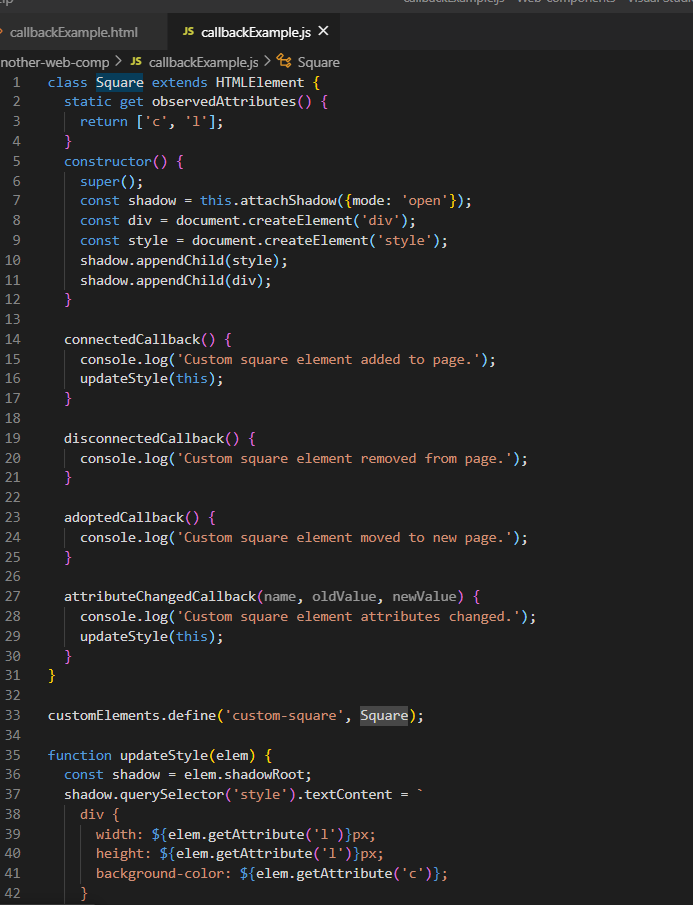 callbackExample.html JS callbackExample.js ×
nother-web-comp > JS callbackExample.js > Square
1 class Square extends HTMLElement {
2   static get observedAttributes() {
3     return ['c', 'l'];
4   }
5   constructor() {
6     super();
7     const shadow = this.attachShadow({mode: 'open'});
8     const div = document.createElement('div');
9     const style = document.createElement('style');
10     shadow.appendChild(style);
11     shadow.appendChild(div);
12   }
13
14   connectedCallback() {
15     console.log('Custom square element added to page.');
16     updateStyle(this);
17   }
18
19   disconnectedCallback() {
20     console.log('Custom square element removed from page.');
21   }
22
23   adoptedCallback() {
24     console.log('Custom square element moved to new page.');
25   }
26
27   attributeChangedCallback(name, oldValue, newValue) {
28     console.log('Custom square element attributes changed.');
29     updateStyle(this);
30   }
31 }
32
33 customElements.define('custom-square', Square);
34
35 function updateStyle(elem) {
36   const shadow = elem.shadowRoot;
37   shadow.querySelector('style').textContent = `
38     div {
39       width: ${elem.getAttribute('l')}px;
40       height: ${elem.getAttribute('l')}px;
41       background-color: ${elem.getAttribute('c')};
42     }